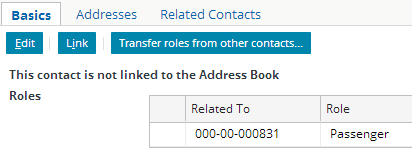 Basics Addresses Related Contacts
Edit Link Transfer roles from other contacts...
This contact is not linked to the Address Book
Roles
Related To Role
000-00-000831 Passenger